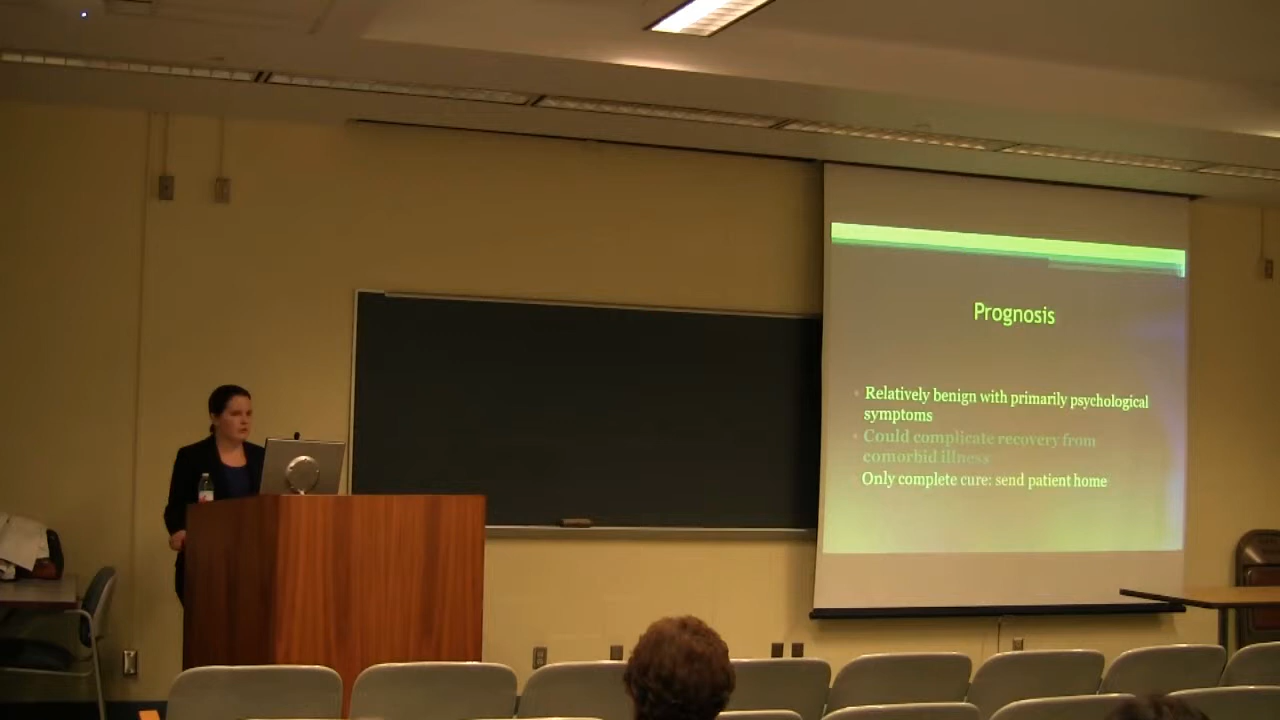 Prognosis
Relatively benign with primarily psychological
symptoms
Could complicate recovery from
comorbid illness
Only complete cure: send patient home